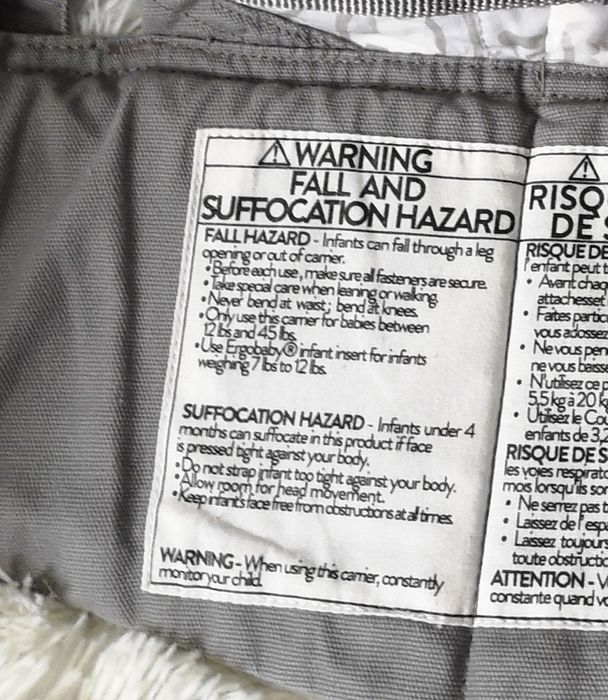 WARNING
FALL AND
SUFFOCATION HAZARD
FALL HAZARD - Infants can fall through a leg
opening or out of carrier.
• Before each use, make sure all fasteners are secure.
• Take special care when leaning or walking.
• Never bend at waist; bend at knees.
• Only use this carrier for babies between
12 lbs and 45 lbs.
• Use Ergobaby® infant insert for infants
weighing 7 lbs to 12 lbs.
SUFFOCATION HAZARD - Infants under 4
months can suffocate in this product if face
is pressed tight against your body.
• Do not strap infant too tight against your body.
• Allow room for head movement.
• Keep infant's face free from obstructions at all times.
WARNING - When using this carrier, constantly
monitor your child.
RISQ
DE S
RISQUE DE
l'enfant peut t
• Avant chaq
attachesset
• Faites partic
vous adossez
• Ne vous pen
ne vous baisse
• N'utilisez ce p
5,5 kg à 20 k
• Utilisez le Co
enfants de 3,2
RISQUE DE S
les voies respirato
mois lorsqu'ils so
• Ne serrez pas t
• Laissez de l'esp
• Laissez toujours
toute obstructio
ATTENTION - V
constante quand vo